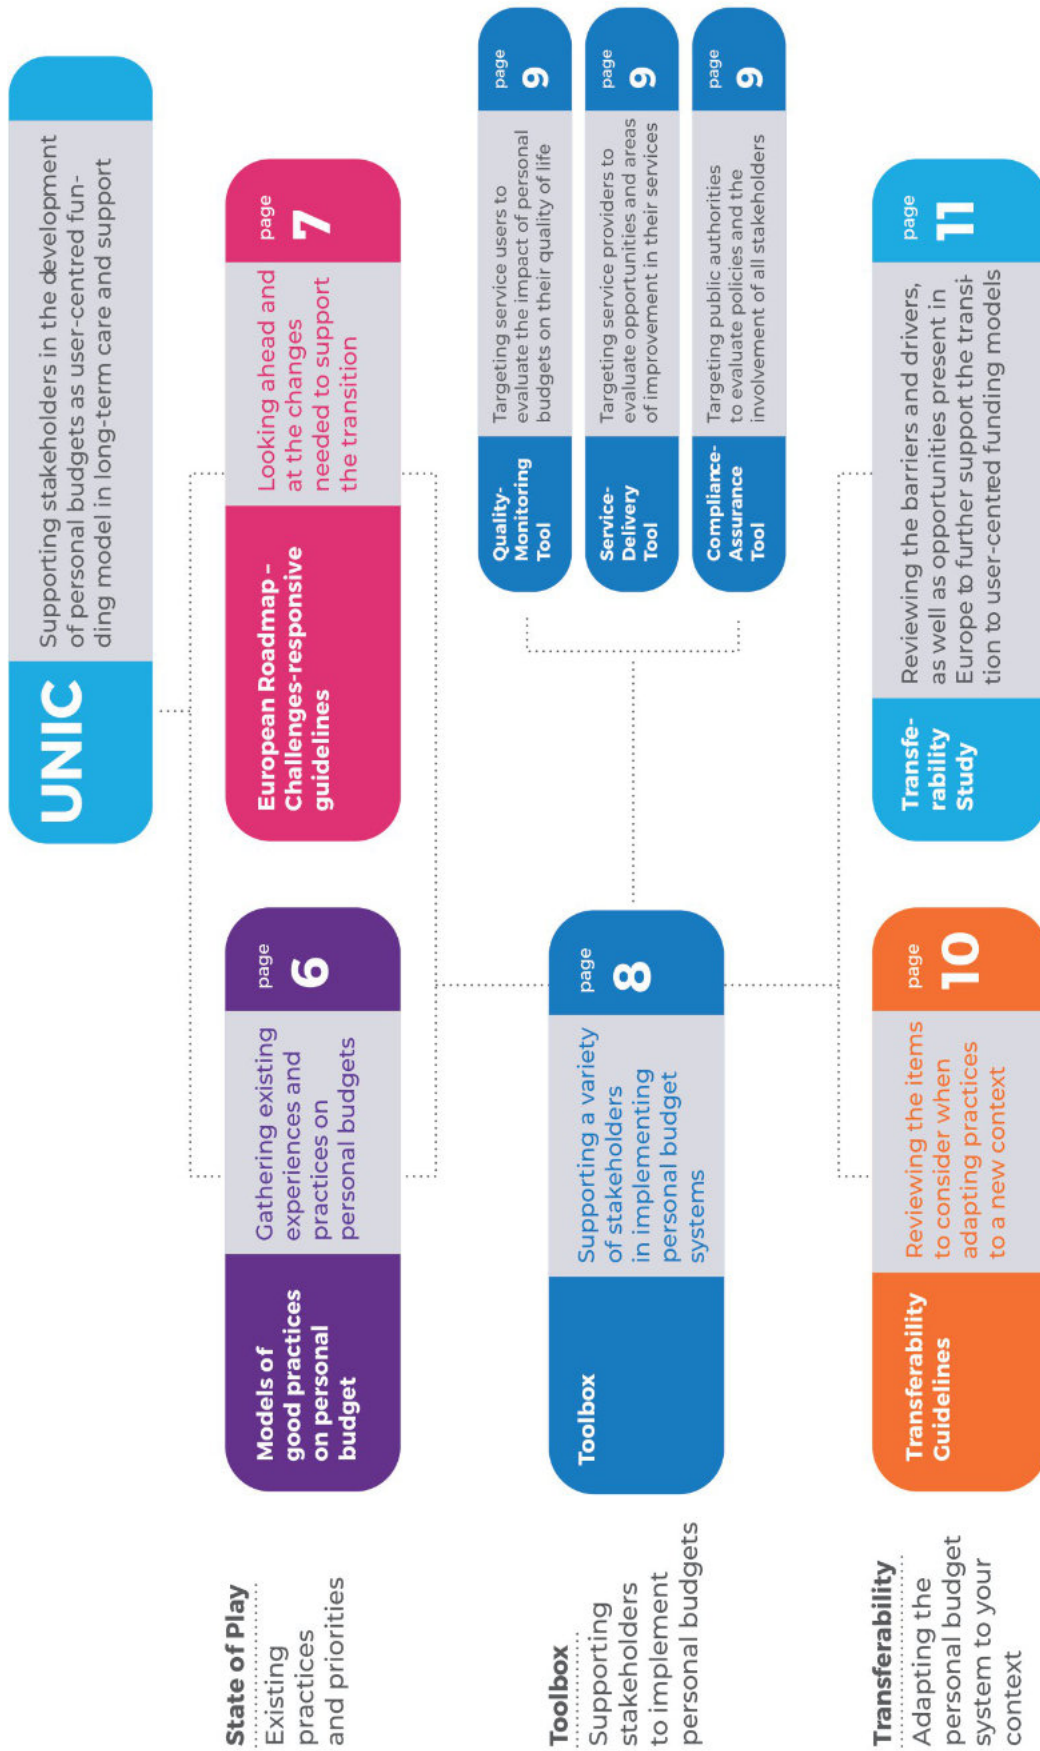 UNIC
Supporting stakeholders in the development
of personal budgets as user-centred fun-
ding model in long-term care and support
State of Play
Existing
practices
and priorities
Models of
good practices
on personal
budget
Gathering existing
experiences and
practices on
personal budgets
page
6
European Roadmap –
Challenges-responsive
guidelines
Looking ahead and
at the changes
needed to support
the transition
page
7
Toolbox
Supporting
stakeholders
to implement
personal budgets
Toolbox
Supporting a variety
of stakeholders
in implementing
personal budget
systems
page
8
Quality-
Monitoring
Tool
Targeting service users to
evaluate the impact of personal
budgets on their quality of life
page
9
Service-
Delivery
Tool
Targeting service providers to
evaluate opportunities and areas
of improvement in their services
page
9
Compliance-
Assurance
Tool
Targeting public authorities
to evaluate policies and the
involvement of all stakeholders
page
9
Transferability
Adapting the
personal budget
system to your
context
Transferability
Guidelines
Reviewing the items
to consider when
adapting practices
to a new context
page
10
Transfe-
rability
Study
Reviewing the barriers and drivers,
as well as opportunities present in
Europe to further support the transi-
tion to user-centred funding models
page
11